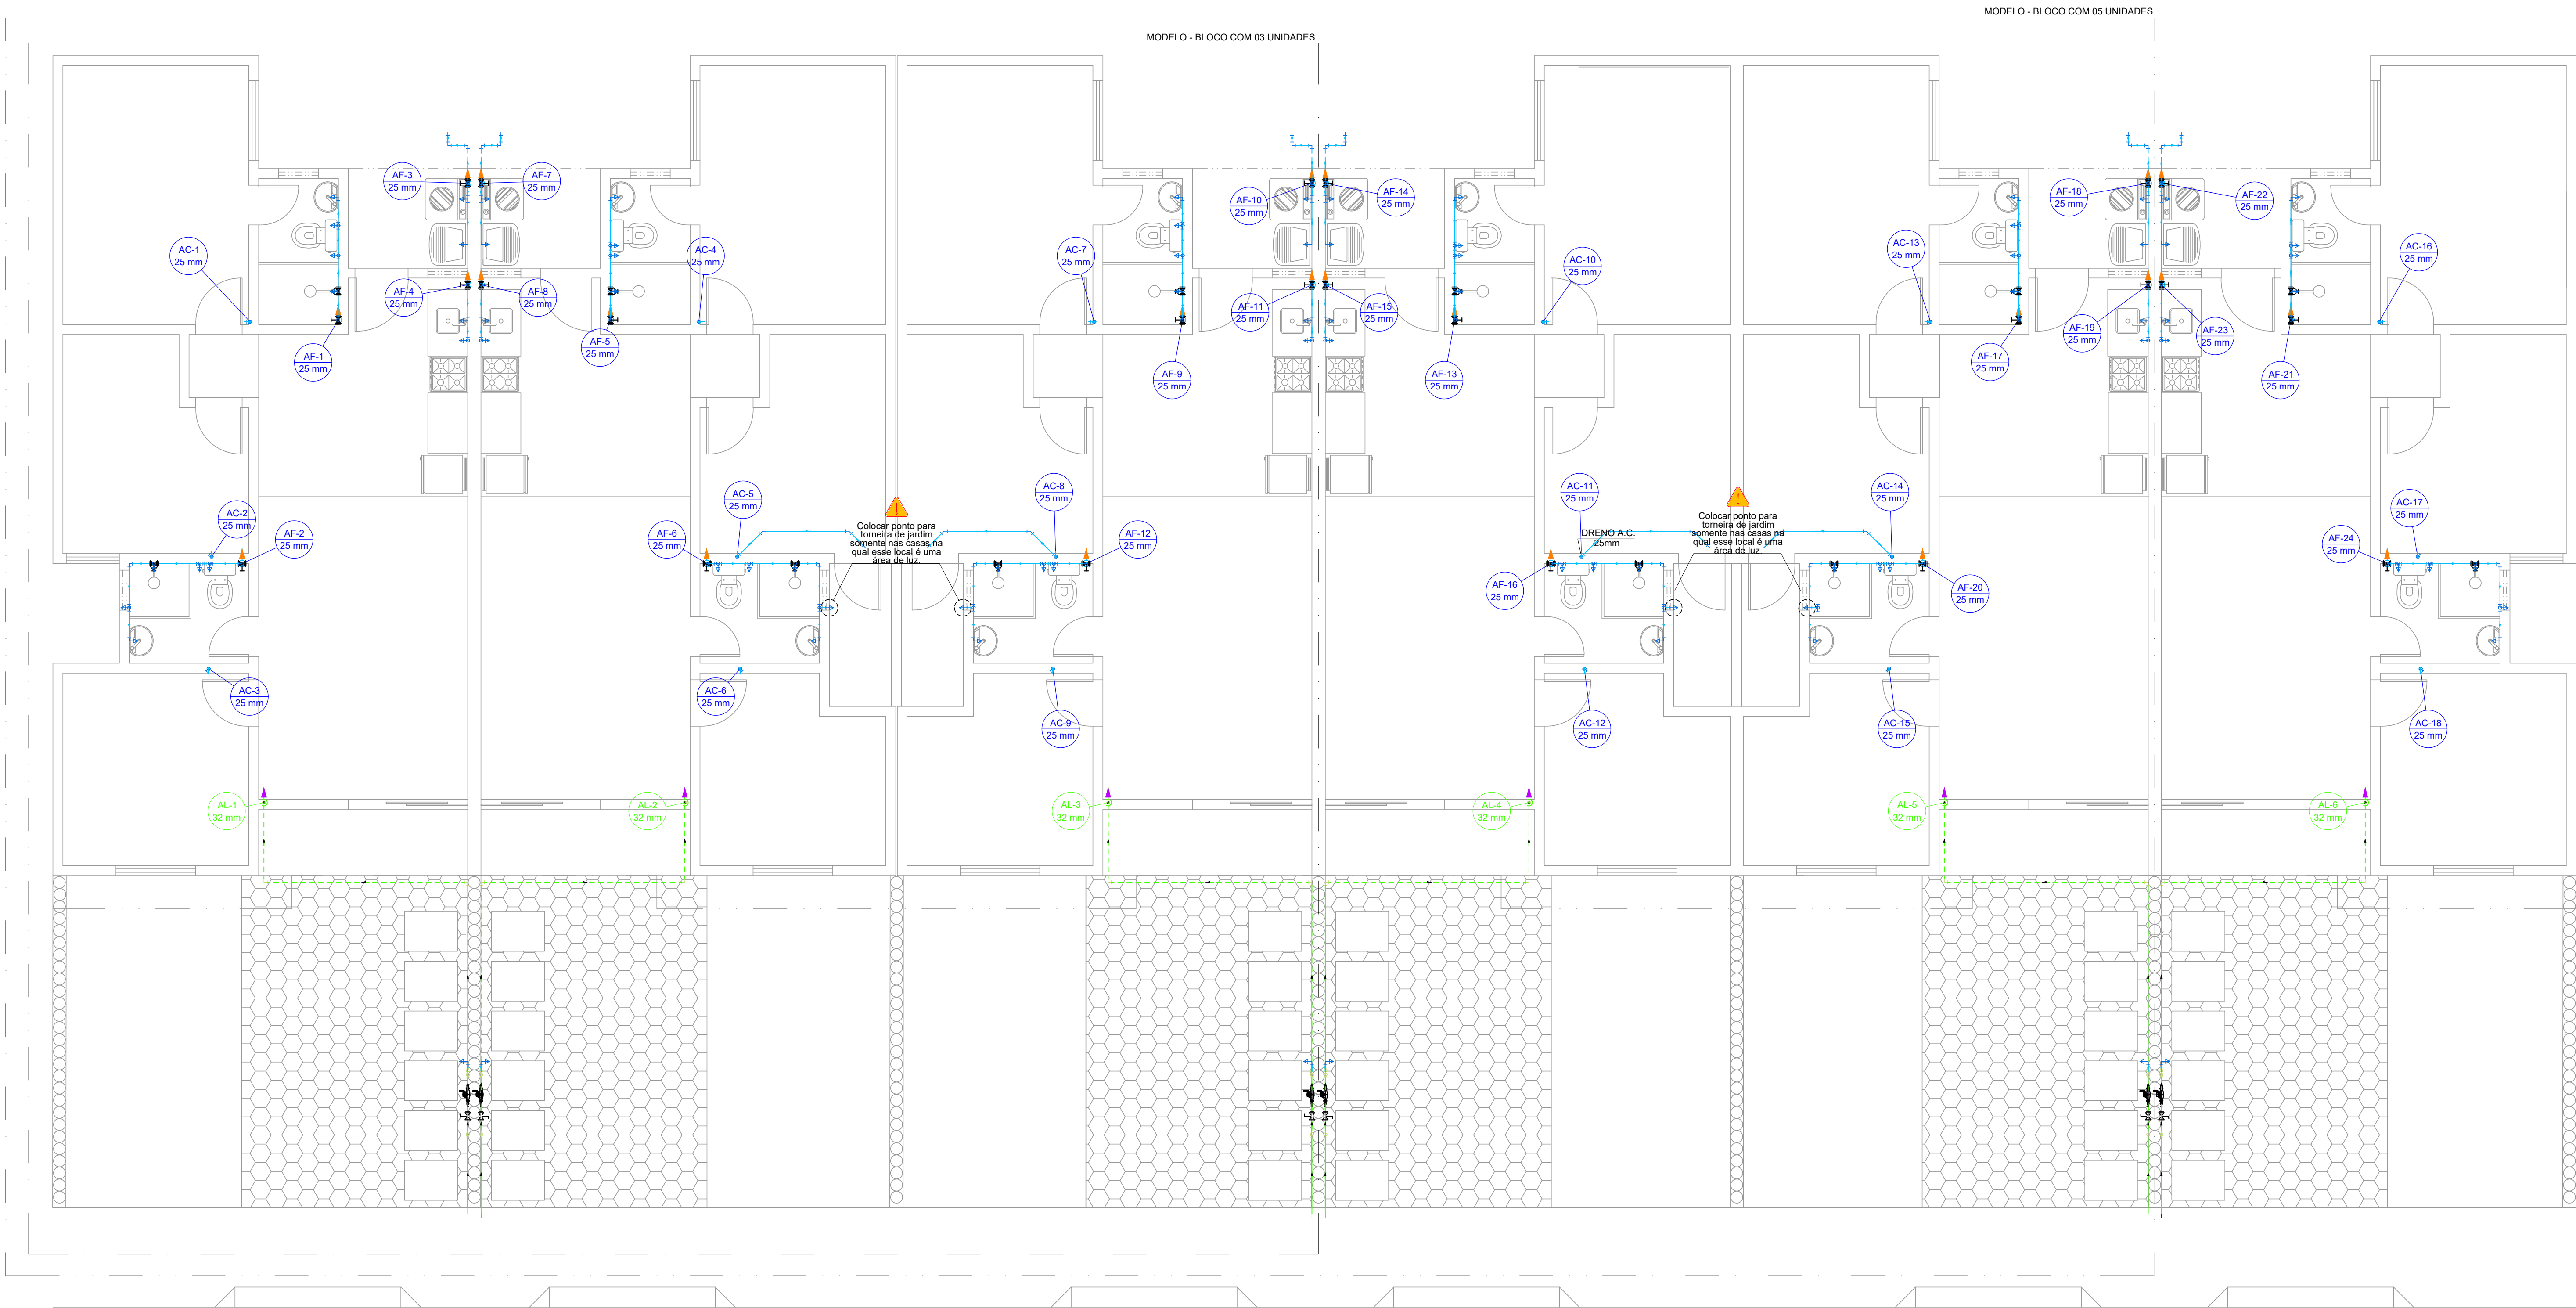 MODELO - BLOCO COM 05 UNIDADES
MODELO - BLOCO COM 03 UNIDADES
AF-3
25 mm
AF-7
25 mm
AF-10
25 mm
AF-14
25 mm
AF-18
25 mm
AF-22
25 mm
AC-1
25 mm
AC-4
25 mm
AC-7
25 mm
AC-10
25 mm
AC-13
25 mm
AC-16
25 mm
AF-4
25 mm
AF-8
25 mm
AF-11
25 mm
AF-15
25 mm
AF-19
25 mm
AF-23
25 mm
AF-1
25 mm
AF-5
25 mm
AF-9
25 mm
AF-13
25 mm
AF-17
25 mm
AF-21
25 mm
AC-2
25 mm
AF-2
25 mm
AF-6
25 mm
AC-5
25 mm
!
Colocar ponto para
torneira de jardim
somente nas casas na
qual esse local é uma
área de luz.
AC-8
25 mm
AF-12
25 mm
AC-11
25 mm
DRENO A.C.
25mm
AF-16
25 mm
!
Colocar ponto para
torneira de jardim
somente nas casas na
qual esse local é uma
área de luz.
AC-14
25 mm
AF-20
25 mm
AF-24
25 mm
AC-17
25 mm
AC-3
25 mm
AC-6
25 mm
AC-9
25 mm
AC-12
25 mm
AC-15
25 mm
AC-18
25 mm
AL-1
32 mm
AL-2
32 mm
AL-3
32 mm
AL-4
32 mm
AL-5
32 mm
AL-6
32 mm